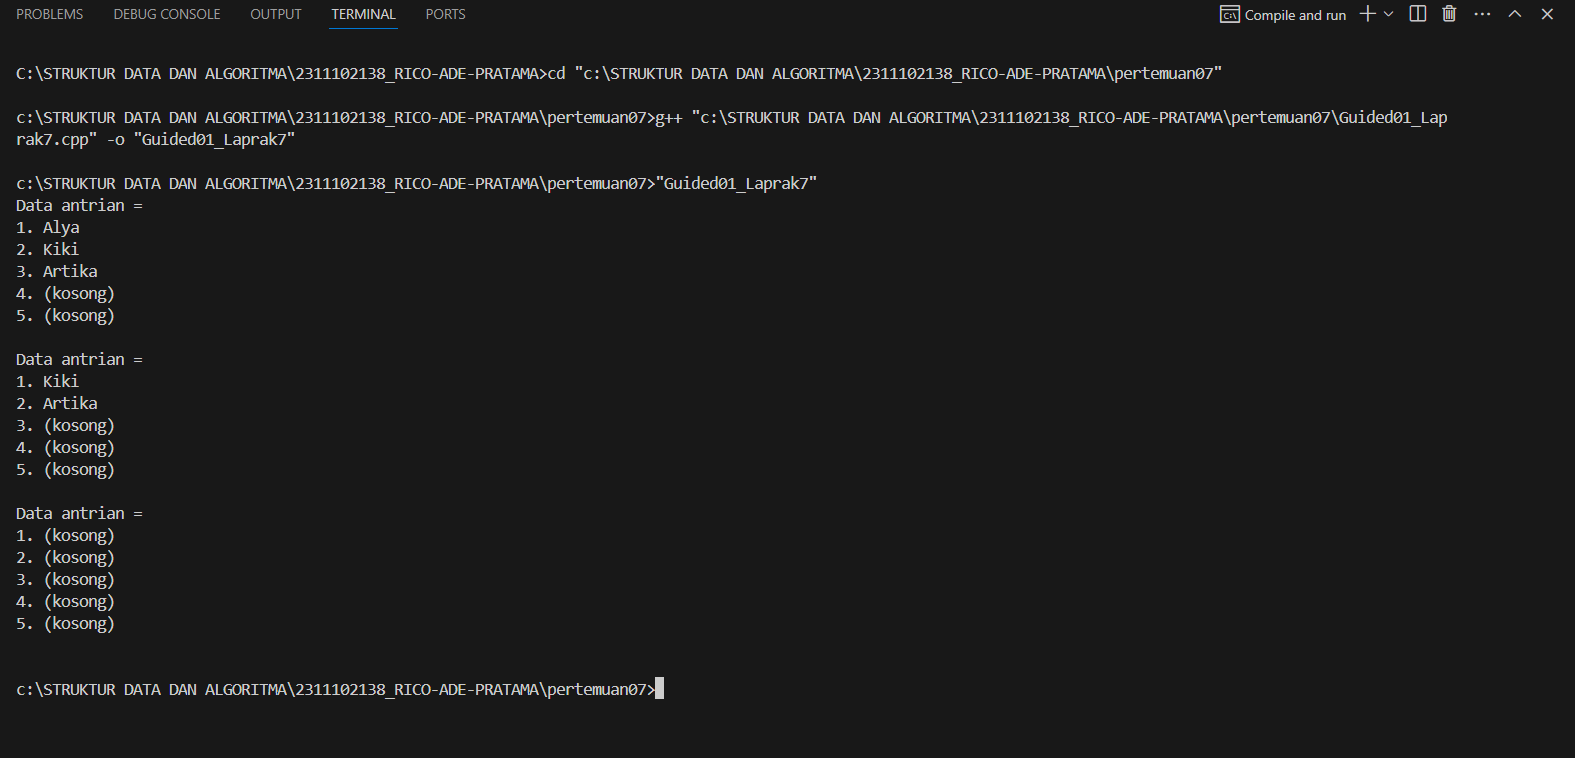 PROBLEMS DEBUG CONSOLE OUTPUT TERMINAL PORTS Compile and run
C:\STRUKTUR DATA DAN ALGORITMA\2311102138_RICO-ADE-PRATAMA>cd "c:\STRUKTUR DATA DAN ALGORITMA\2311102138_RICO-ADE-PRATAMA\pertemuan07"
c:\STRUKTUR DATA DAN ALGORITMA\2311102138_RICO-ADE-PRATAMA\pertemuan07>g++ "c:\STRUKTUR DATA DAN ALGORITMA\2311102138_RICO-ADE-PRATAMA\pertemuan07\Guided01_Lap
rak7.cpp" -o "Guided01_Laprak7"
c:\STRUKTUR DATA DAN ALGORITMA\2311102138_RICO-ADE-PRATAMA\pertemuan07>"Guided01_Laprak7"
Data antrian =
1. Alya
2. Kiki
3. Artika
4. (kosong)
5. (kosong)
Data antrian =
1. Kiki
2. Artika
3. (kosong)
4. (kosong)
5. (kosong)
Data antrian =
1. (kosong)
2. (kosong)
3. (kosong)
4. (kosong)
5. (kosong)
c:\STRUKTUR DATA DAN ALGORITMA\2311102138_RICO-ADE-PRATAMA\pertemuan07>